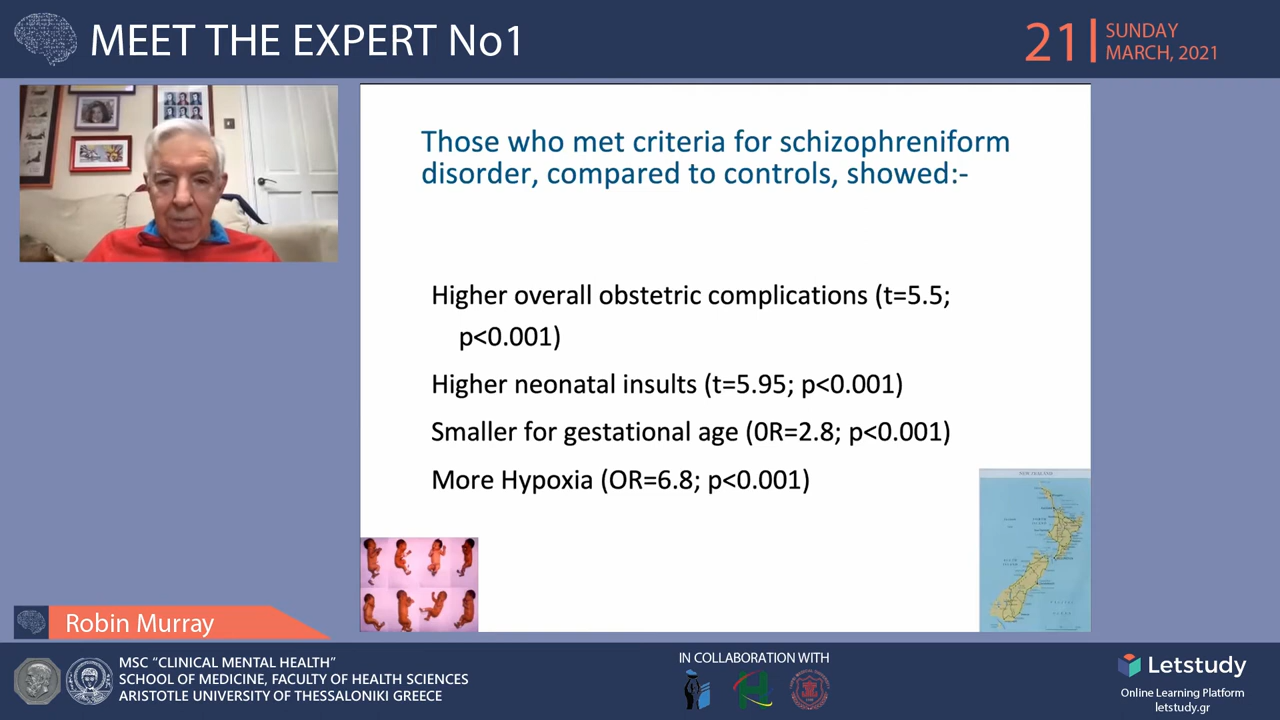 MEET THE EXPERT No1
21
SUNDAY
MARCH, 2021
Those who met criteria for schizophreniform
disorder, compared to controls, showed:-
Higher overall obstetric complications (t=5.5;
p<0.001)
Higher neonatal insults (t=5.95; p<0.001)
Smaller for gestational age (0R=2.8; p<0.001)
More Hypoxia (OR=6.8; p<0.001)
Robin Murray
MSC “CLINICAL MENTAL HEALTH”
SCHOOL OF MEDICINE, FACULTY OF HEALTH SCIENCES
ARISTOTLE UNIVERSITY OF THESSALONIKI GREECE
IN COLLABORATION WITH
Letstudy
Online Learning Platform
letstudy.gr